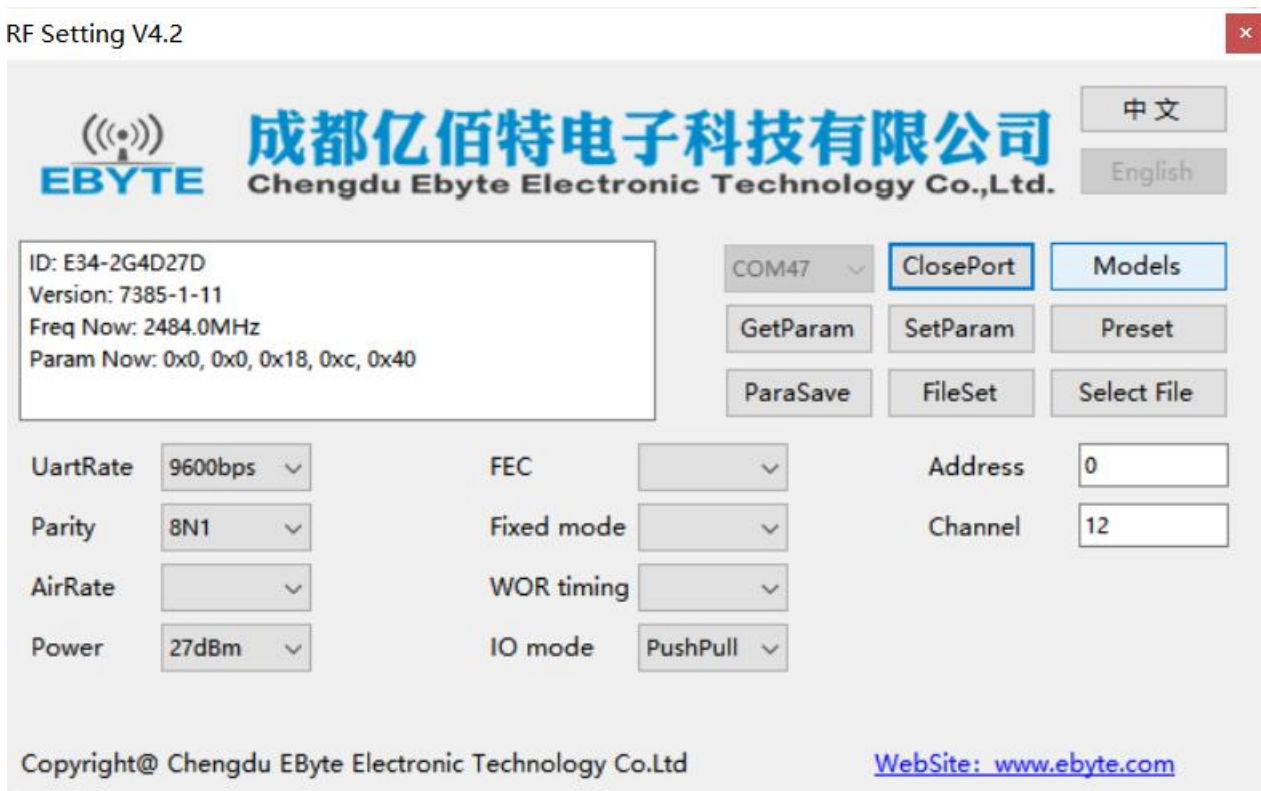 RF Setting V4.2
×
EBYTE
成都亿佰特电子科技有限公司
Chengdu Ebyte Electronic Technology Co.,Ltd.
中文
English
ID: E34-2G4D27D
Version: 7385-1-11
Freq Now: 2484.0MHz
Param Now: 0x0, 0x0, 0x18, 0xc, 0x40
COM47 ClosePort Models
GetParam SetParam Preset
ParaSave FileSet Select File
UartRate 9600bps FEC Address 0
Parity 8N1 Fixed mode Channel 12
AirRate WOR timing
Power 27dBm IO mode PushPull
Copyright@ Chengdu EByte Electronic Technology Co.Ltd WebSite: www.ebyte.com